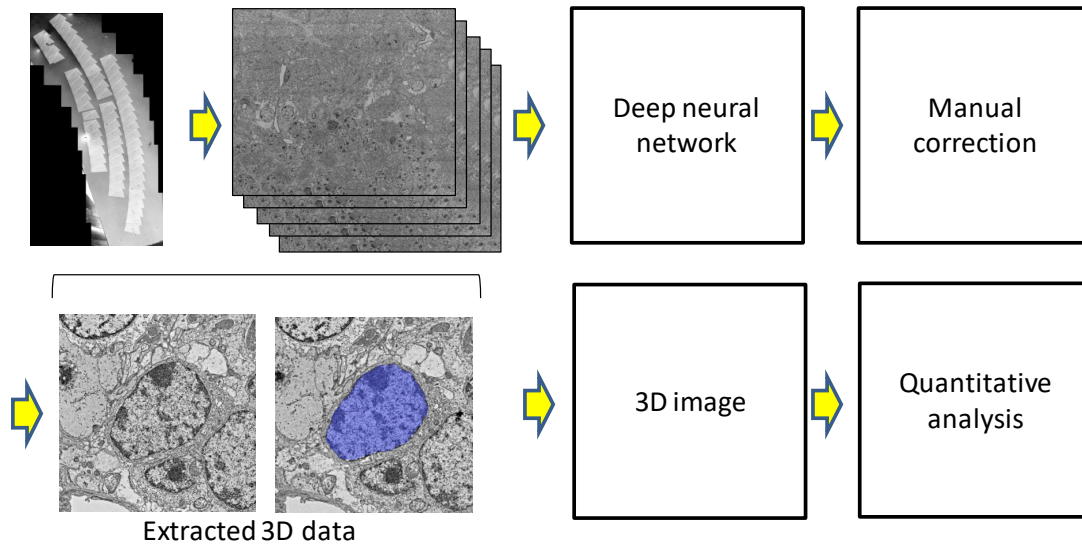 Deep neural
network
Manual
correction
3D image
Quantitative
analysis
Extracted 3D data